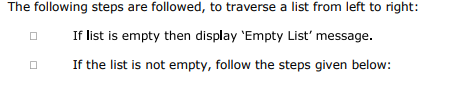 The following steps are followed, to traverse a list from left to right:
If list is empty then display ‘Empty List’ message.
If the list is not empty, follow the steps given below: